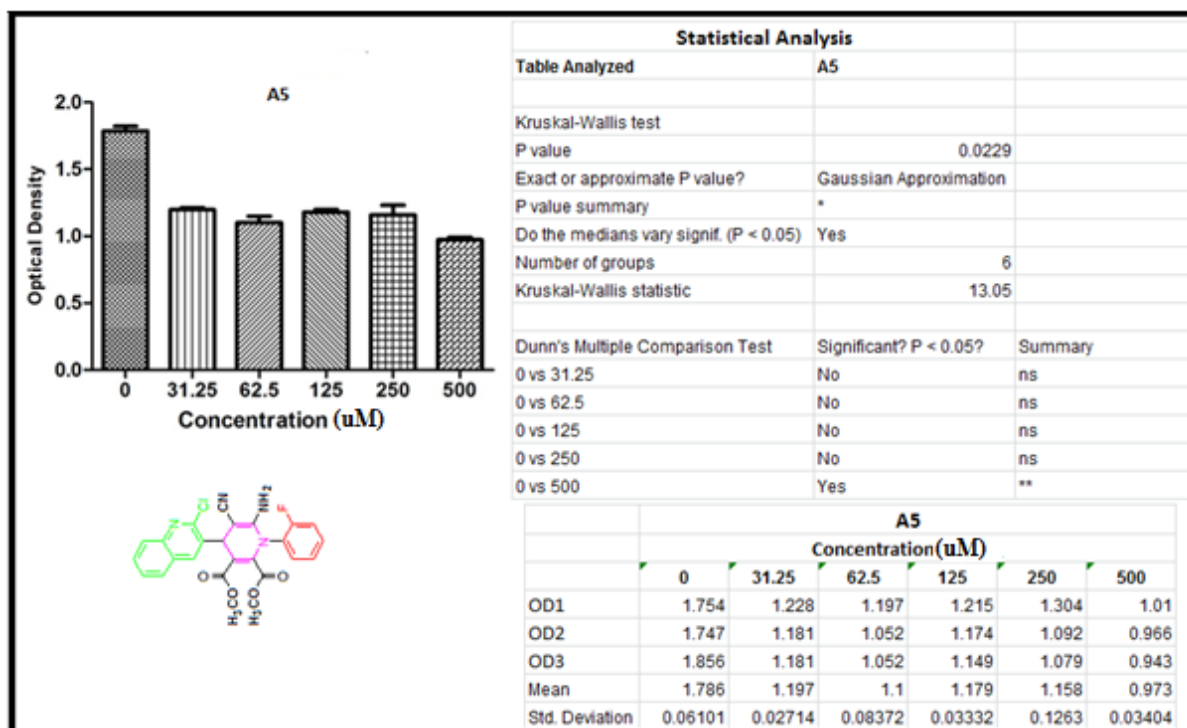 A5
2.0
1.5
1.0
0.5
0.0
Optical Density
0 31.25 62.5 125 250 500
Concentration (uM)
Statistical Analysis
Table Analyzed A5
Kruskal-Wallis test
P value 0.0229
Exact or approximate P value? Gaussian Approximation
P value summary *
Do the medians vary signif. (P < 0.05) Yes
Number of groups 6
Kruskal-Wallis statistic 13.05
Dunn's Multiple Comparison Test Significant? P < 0.05? Summary
0 vs 31.25 No ns
0 vs 62.5 No ns
0 vs 125 No ns
0 vs 250 No ns
0 vs 500 Yes **
Cl CN NH2 F
N N
O O
H3CO H3CO
A5
Concentration(uM)
0 31.25 62.5 125 250 500
OD1 1.754 1.228 1.197 1.215 1.304 1.01
OD2 1.747 1.181 1.052 1.174 1.092 0.966
OD3 1.856 1.181 1.052 1.149 1.079 0.943
Mean 1.786 1.197 1.1 1.179 1.158 0.973
Std. Deviation 0.06101 0.02714 0.08372 0.03332 0.1263 0.03404